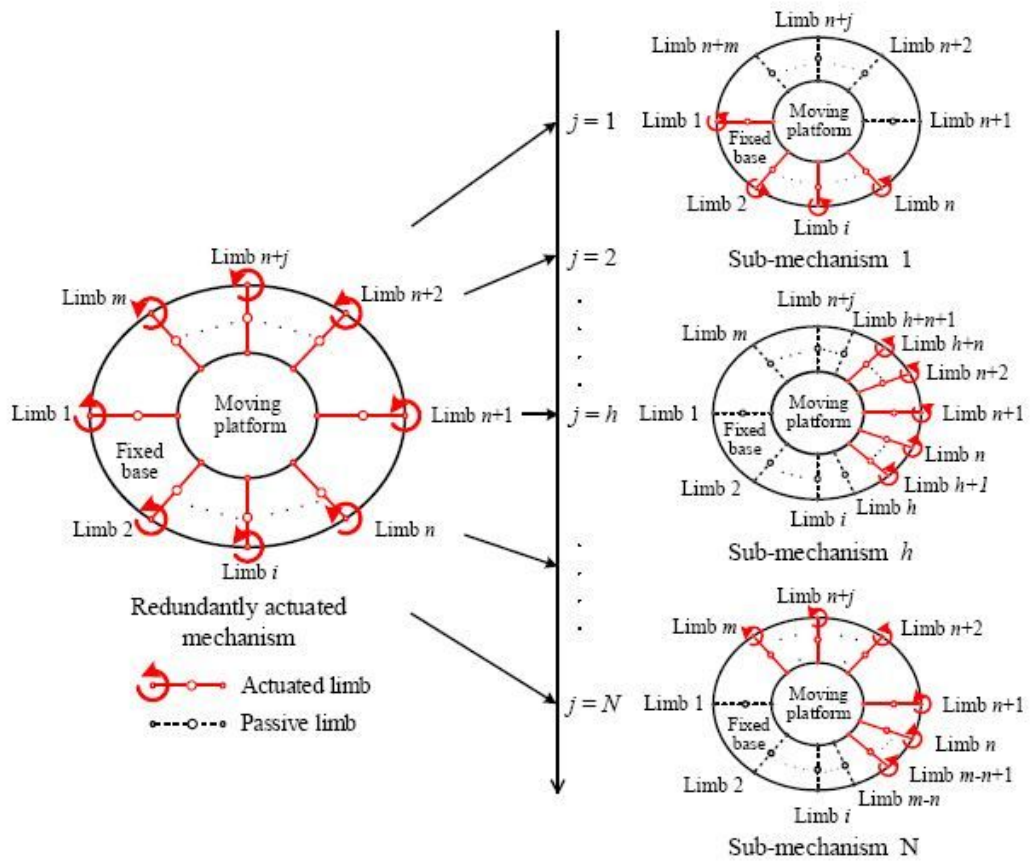 Limb n+j
Limb m
Limb n+2
Limb 1
Moving
platform
Limb n+1
Fixed
base
Limb 2
Limb n
Limb i
Redundantly actuated
mechanism
Actuated limb
Passive limb
j = 1
j = 2
j = h
j = N
Limb n+j
Limb n+m
Limb n+2
Limb 1
Moving
platform
Limb n+1
Fixed
base
Limb 2
Limb n
Limb i
Sub-mechanism 1
Limb n+j
Limb h+n+1
Limb m
Limb h+n
Limb n+2
Limb 1
Moving
platform
Limb n+1
Fixed
base
Limb n
Limb 2
Limb h+1
Limb h
Limb i
Sub-mechanism h
Limb n+j
Limb m
Limb n+2
Limb 1
Moving
platform
Limb n+1
Fixed
base
Limb n
Limb 2
Limb m-n+1
Limb m-n
Limb i
Sub-mechanism N